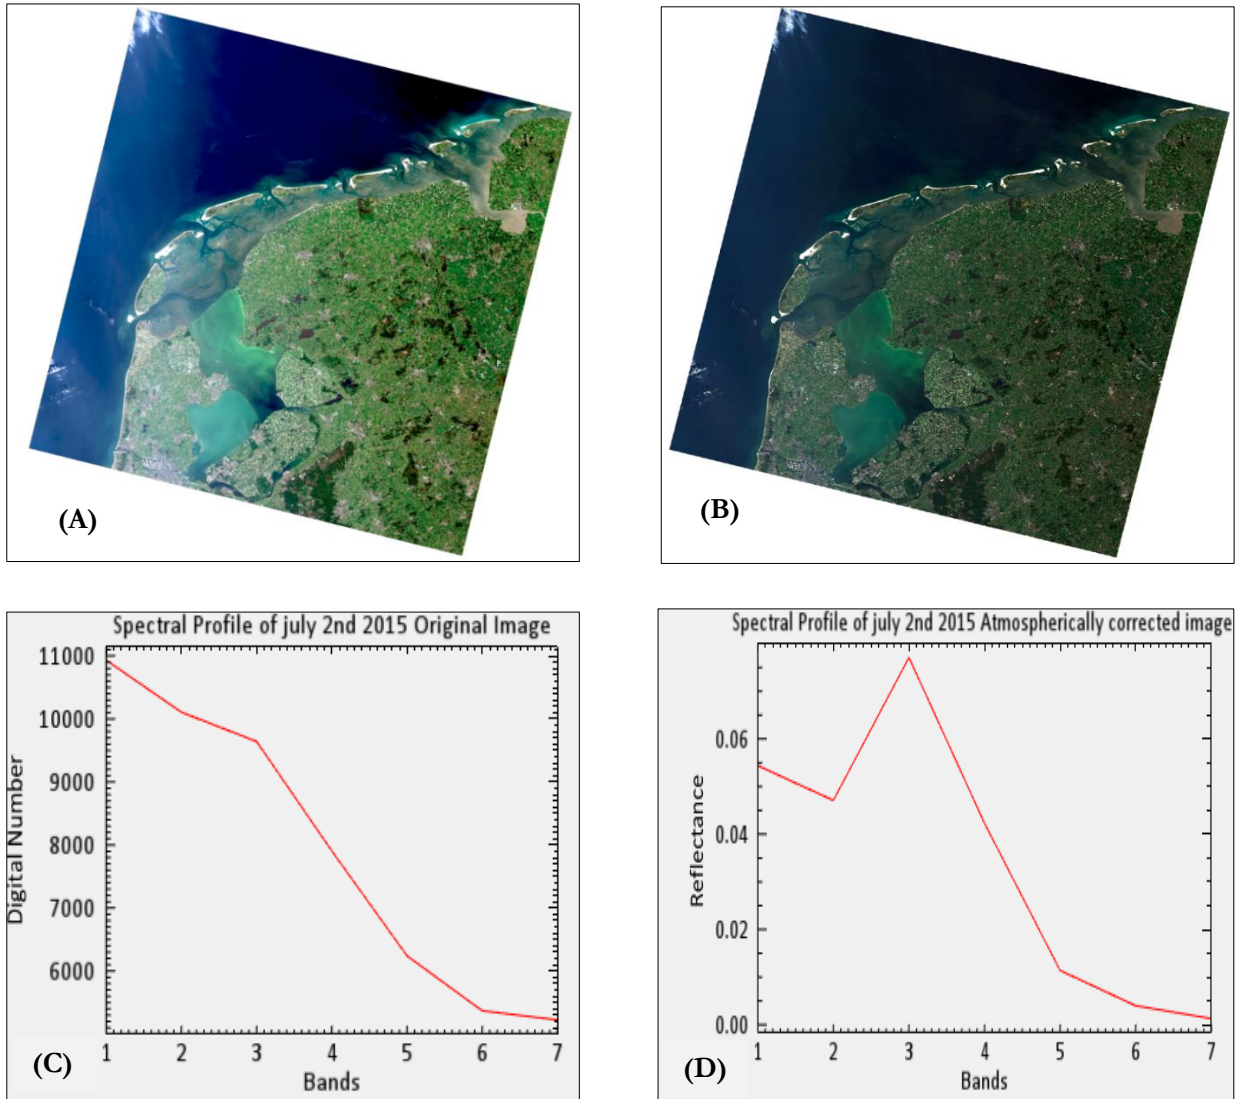 (A)
(B)
Spectral Profile of july 2nd 2015 Original Image
11000
10000
9000
8000
7000
6000
Digital Number
1 2 3 4 5 6 7
Bands
(C)
Spectral Profile of july 2nd 2015 Atmospherically corrected image
0.06
0.04
0.02
0.00
Reflectance
1 2 3 4 5 6 7
Bands
(D)